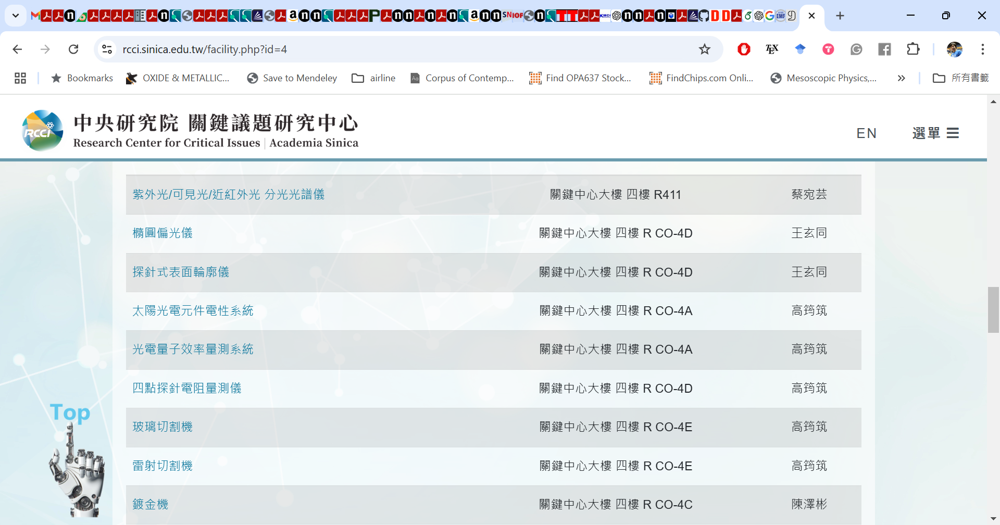 rcci.sinica.edu.tw/facility.php?id=4
Bookmarks
OXIDE & METALLIC...
Save to Mendeley
airline
Corpus of Contemp...
Find OPA637 Stock...
FindChips.com Onli...
Mesoscopic Physics,...
所有書籤
RCCI
中央研究院 關鍵議題研究中心
Research Center for Critical Issues | Academia Sinica
EN
選單
紫外光/可見光/近紅外光 分光光譜儀 關鍵中心大樓 四樓 R411 蔡宛芸
橢圓偏光儀 關鍵中心大樓 四樓 R CO-4D 王玄同
探針式表面輪廓儀 關鍵中心大樓 四樓 R CO-4D 王玄同
太陽光電元件電性系統 關鍵中心大樓 四樓 R CO-4A 高筠筑
光電量子效率量測系統 關鍵中心大樓 四樓 R CO-4A 高筠筑
四點探針電阻量測儀 關鍵中心大樓 四樓 R CO-4D 高筠筑
玻璃切割機 關鍵中心大樓 四樓 R CO-4E 高筠筑
雷射切割機 關鍵中心大樓 四樓 R CO-4E 高筠筑
鍍金機 關鍵中心大樓 四樓 R CO-4C 陳澤彬
Top